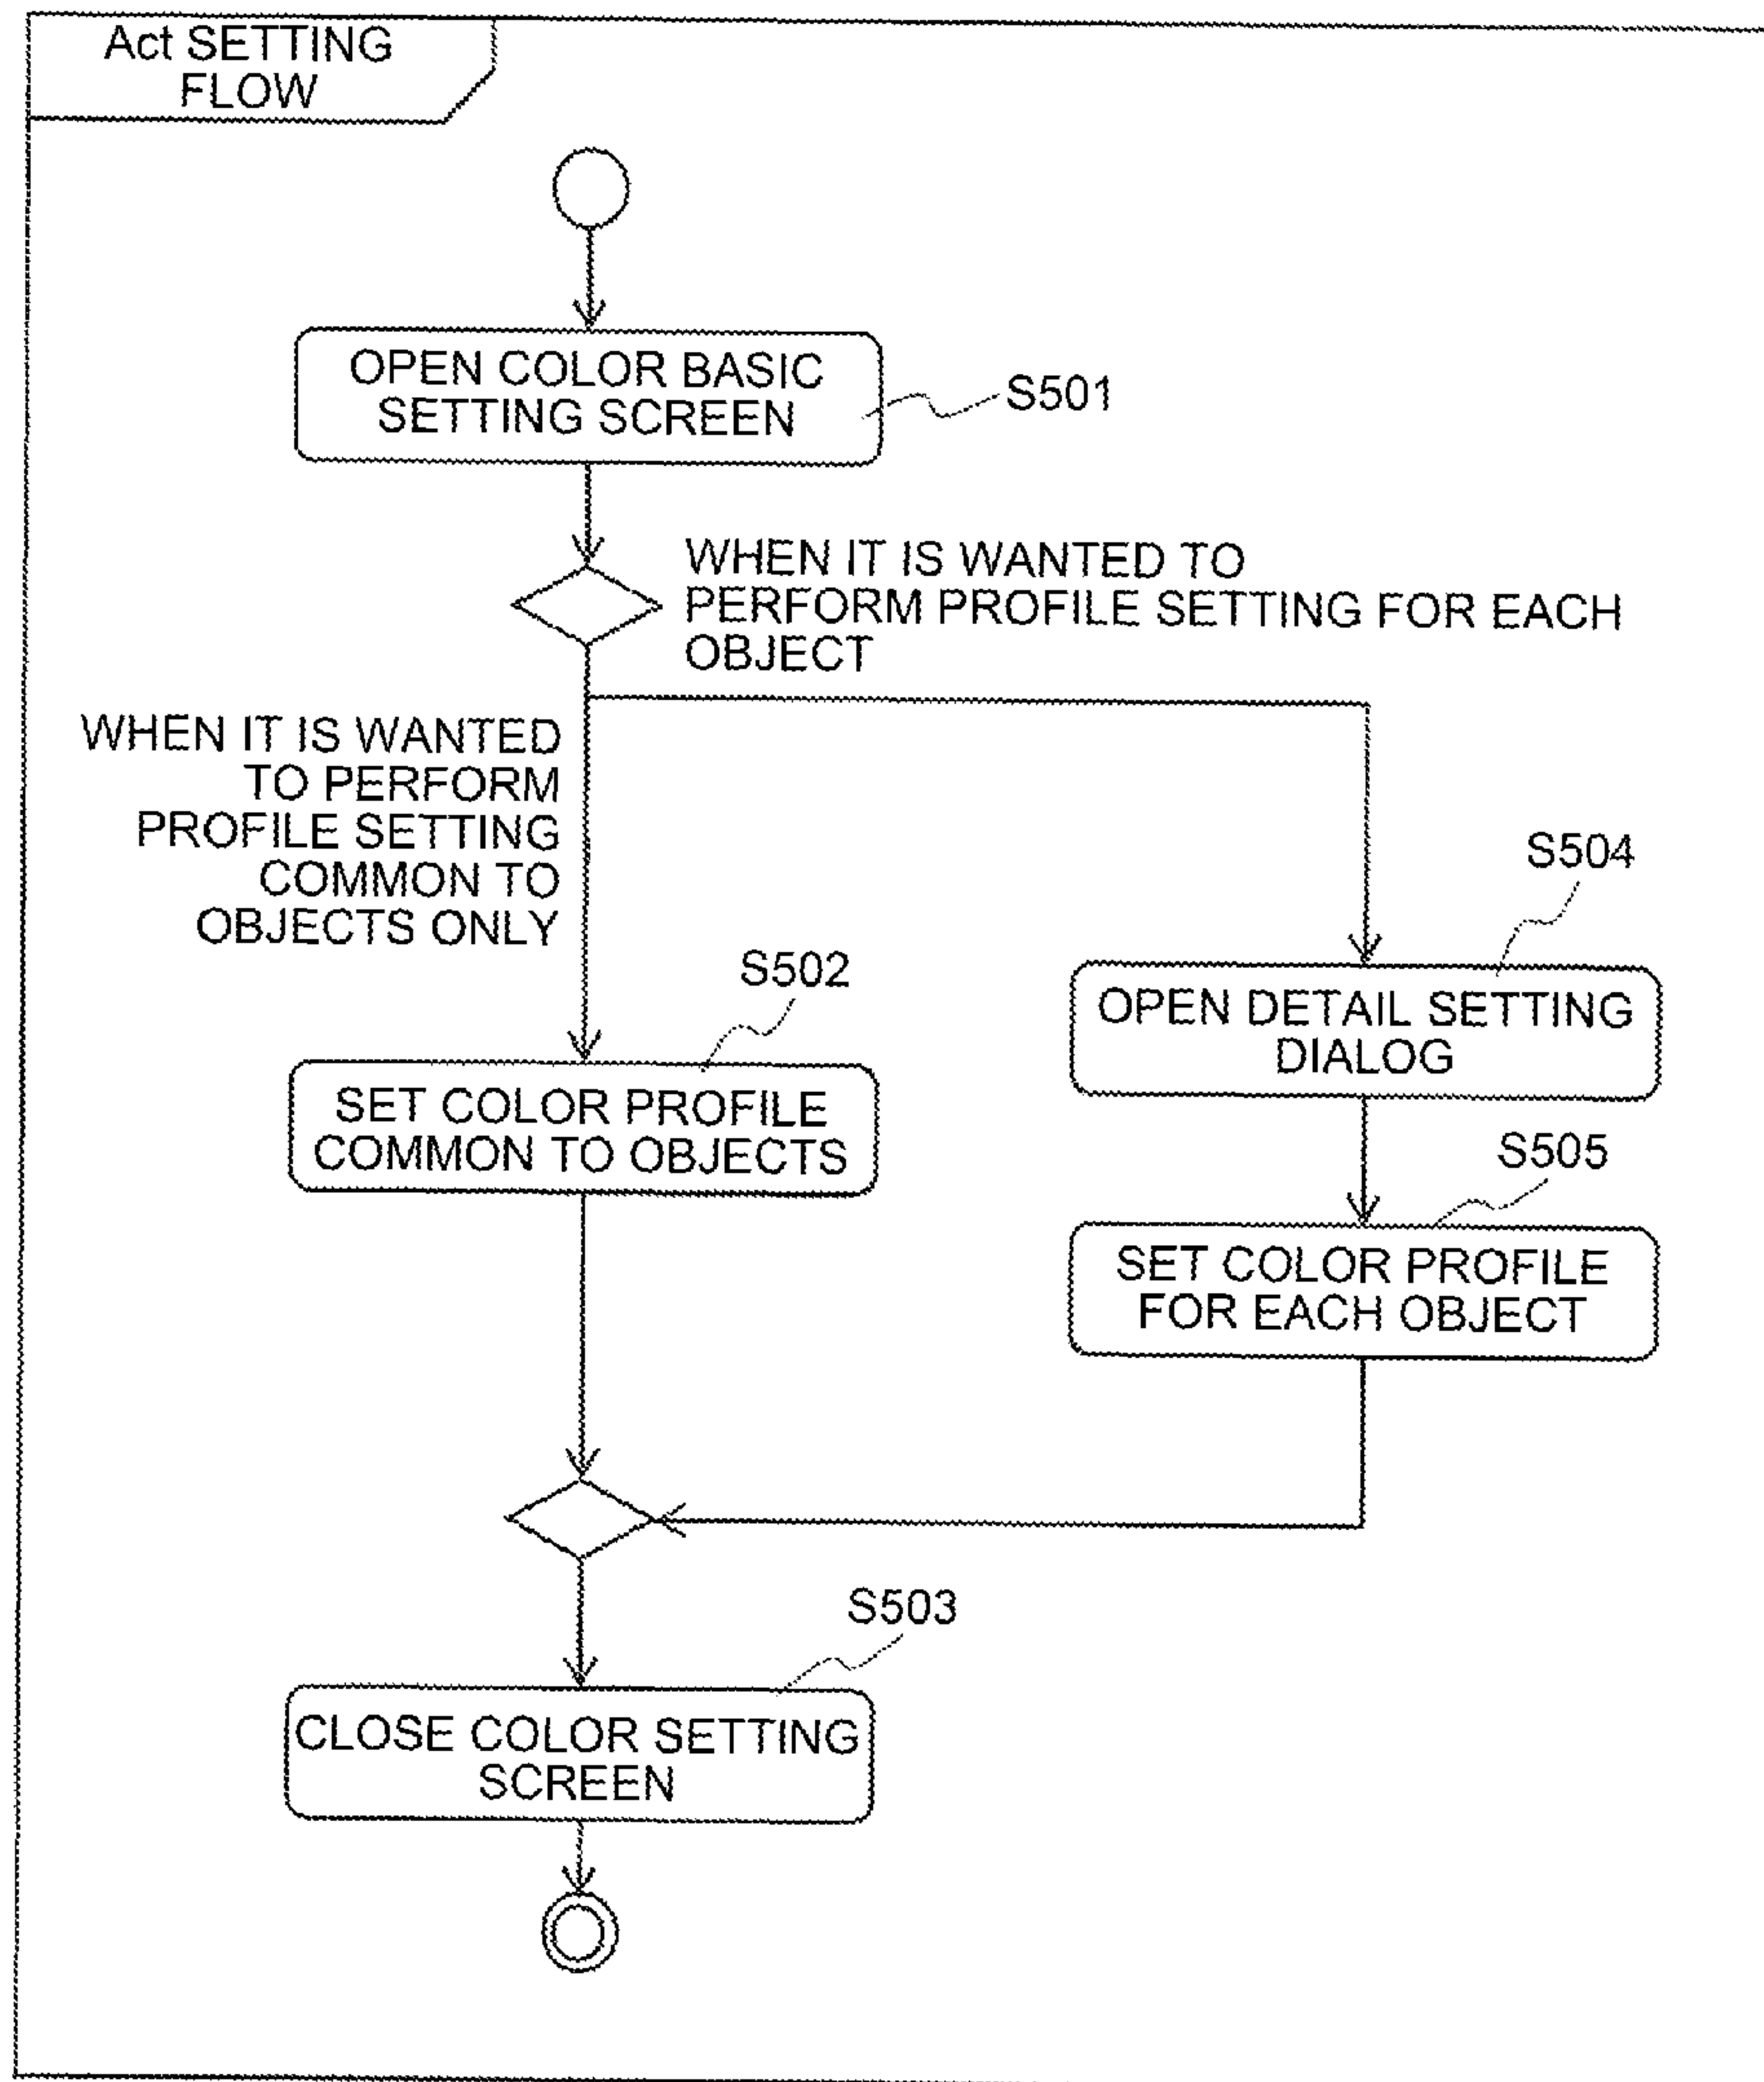 Act SETTING
FLOW
OPEN COLOR BASIC
SETTING SCREEN
S501
WHEN IT IS WANTED TO
PERFORM PROFILE SETTING FOR EACH
OBJECT
WHEN IT IS WANTED
TO PERFORM
PROFILE SETTING
COMMON TO
OBJECTS ONLY
S504
OPEN DETAIL SETTING
DIALOG
S502
SET COLOR PROFILE
COMMON TO OBJECTS
S505
SET COLOR PROFILE
FOR EACH OBJECT
S503
CLOSE COLOR SETTING
SCREEN